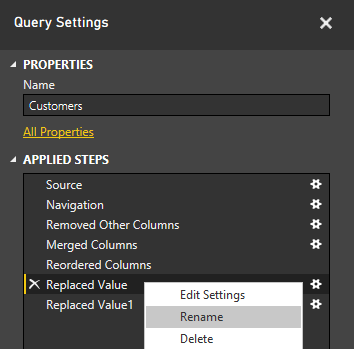 Query Settings
PROPERTIES
Name
Customers
All Properties
APPLIED STEPS
Source
Navigation
Removed Other Columns
Merged Columns
Reordered Columns
Replaced Value
Replaced Value1
Edit Settings
Rename
Delete